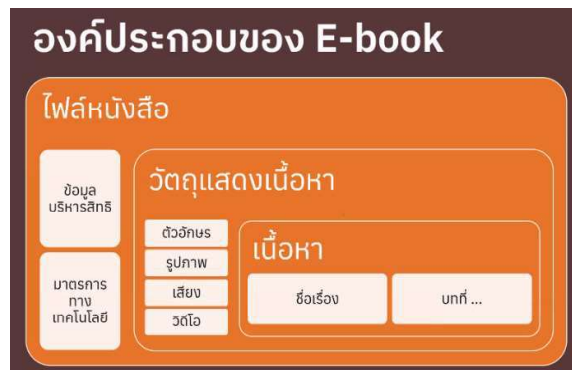 องค์ประกอบของ E-book
ไฟล์หนังสือ
ข้อมูล
บริหารสิทธิ
มาตรการ
ทาง
เทคโนโลยี
วัตถุแสดงเนื้อหา
ตัวอักษร
รูปภาพ
เสียง
วิดีโอ
เนื้อหา
ชื่อเรื่อง
บทที่ ...